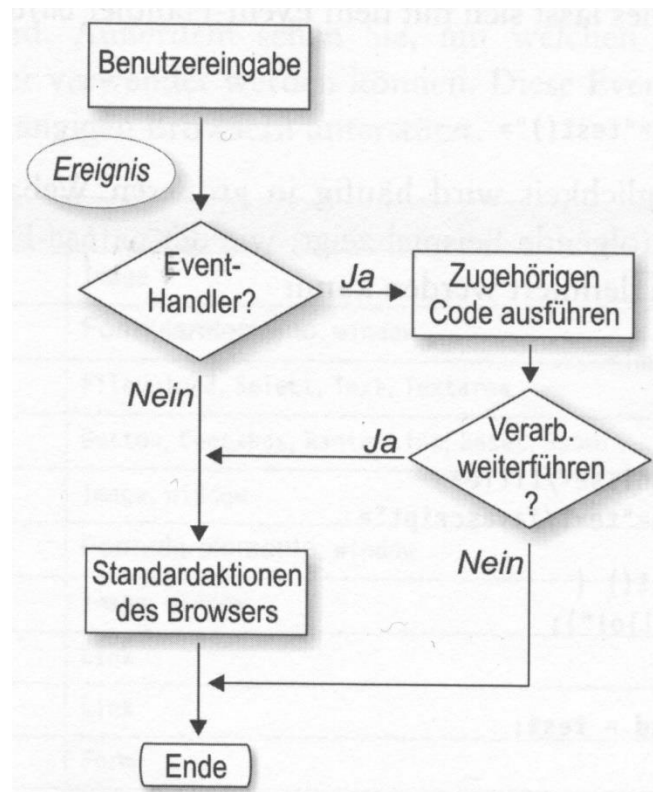 Benutzereingabe
Ereignis
Event-
Handler?
Ja
Zugehörigen
Code ausführen
Nein
Ja
Verarb.
weiterführen
?
Nein
Standardaktionen
des Browsers
Ende